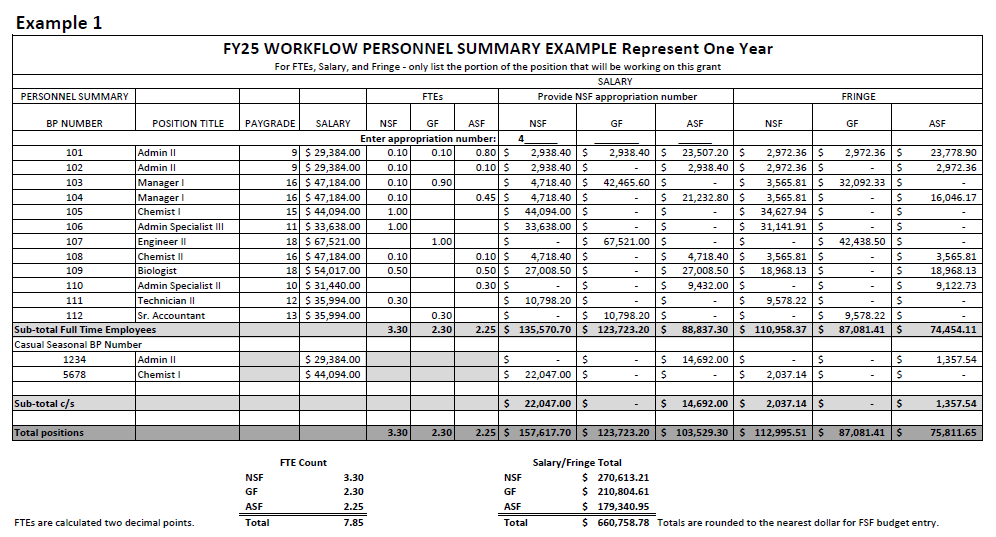 Example 1
FY25 WORKFLOW PERSONNEL SUMMARY EXAMPLE Represent One Year
For FTEs, Salary, and Fringe - only list the portion of the position that will be working on this grant
SALARY
PERSONNEL SUMMARY FTEs Provide NSF appropriation number FRINGE
BP NUMBER POSITION TITLE PAYGRADE SALARY NSF GF ASF NSF GF ASF NSF GF ASF
Enter appropriation number: 4______ ______ ______
101 Admin II 9 $ 29,384.00 0.10 0.10 0.80 $ 2,938.40 $ 2,938.40 $ 23,507.20 $ 2,972.36 $ 2,972.36 $ 23,778.90
102 Admin II 9 $ 29,384.00 0.10 0.10 $ 2,938.40 $ - $ 2,938.40 $ 2,972.36 $ - $ 2,972.36
103 Manager I 16 $ 47,184.00 0.10 0.90 $ 4,718.40 $ 42,465.60 $ - $ 3,565.81 $ 32,092.33 $ -
104 Manager I 16 $ 47,184.00 0.10 0.45 $ 4,718.40 $ - $ 21,232.80 $ 3,565.81 $ - $ 16,046.17
105 Chemist I 15 $ 44,094.00 1.00 $ 44,094.00 $ - $ - $ 34,627.94 $ - $ -
106 Admin Specialist III 11 $ 33,638.00 1.00 $ 33,638.00 $ - $ - $ 31,141.91 $ - $ -
107 Engineer II 18 $ 67,521.00 1.00 $ - $ 67,521.00 $ - $ - $ 42,438.50 $ -
108 Chemist II 16 $ 47,184.00 0.10 0.10 $ 4,718.40 $ - $ 4,718.40 $ 3,565.81 $ - $ 3,565.81
109 Biologist 18 $ 54,017.00 0.50 0.50 $ 27,008.50 $ - $ 27,008.50 $ 18,968.13 $ - $ 18,968.13
110 Admin Specialist II 10 $ 31,440.00 0.30 $ - $ - $ 9,432.00 $ - $ - $ 9,122.73
111 Technician II 12 $ 35,994.00 0.30 $ 10,798.20 $ - $ - $ 9,578.22 $ - $ -
112 Sr. Accountant 13 $ 35,994.00 0.30 $ - $ 10,798.20 $ - $ - $ 9,578.22 $ -
Sub-total Full Time Employees 3.30 2.30 2.25 $ 135,570.70 $ 123,723.20 $ 88,837.30 $ 110,958.37 $ 87,081.41 $ 74,454.11
Casual Seasonal BP Number
1234 Admin II $ 29,384.00 $ - $ - $ 14,692.00 $ - $ - $ 1,357.54
5678 Chemist I $ 44,094.00 $ 22,047.00 $ - $ - $ 2,037.14 $ - $ -
Sub-total c/s $ 22,047.00 $ - $ 14,692.00 $ 2,037.14 $ - $ 1,357.54
Total positions 3.30 2.30 2.25 $ 157,617.70 $ 123,723.20 $ 103,529.30 $ 112,995.51 $ 87,081.41 $ 75,811.65
FTE Count Salary/Fringe Total
NSF 3.30 NSF $ 270,613.21
GF 2.30 GF $ 210,804.61
ASF 2.25 ASF $ 179,340.95
FTEs are calculated two decimal points. Total 7.85 Total $ 660,758.78 Totals are rounded to the nearest dollar for FSF budget entry.